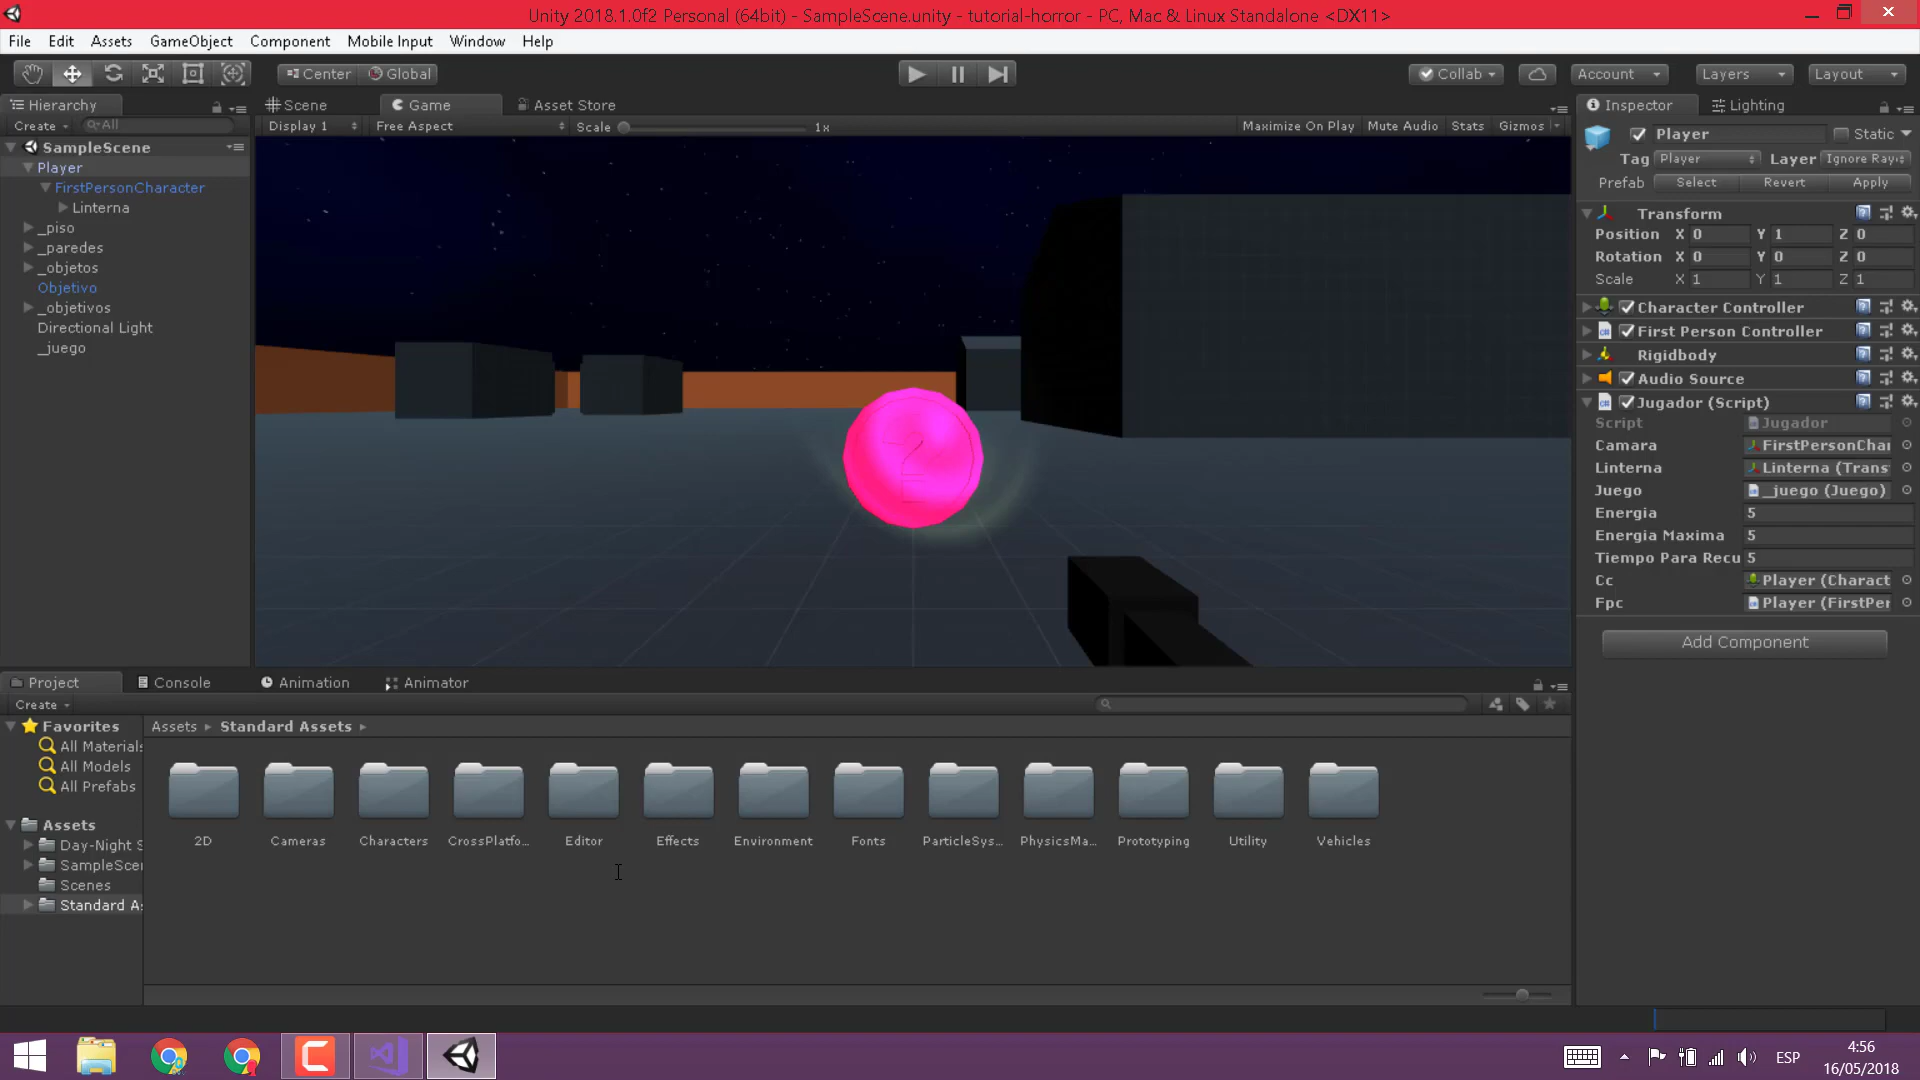 Unity 2018.1.0f2 Personal (64bit) - SampleScene.unity - tutorial-horror - PC, Mac & Linux Standalone <DX11>
File Edit Assets GameObject Component Mobile Input Window Help
Center Global Collab Account Layers Layout
Hierarchy Scene Game Asset Store Inspector Lighting
Create All Display 1 Free Aspect Scale 1x Maximize On Play Mute Audio Stats Gizmos
SampleScene
Player
FirstPersonCharacter
Linterna
_piso
_paredes
_objetos
Objetivo
_objetivos
Directional Light
_juego
?
Player Static
Tag Player Layer Ignore Ray
Prefab Select Revert Apply
Transform
Position X 0 Y 1 Z 0
Rotation X 0 Y 0 Z 0
Scale X 1 Y 1 Z 1
Character Controller
First Person Controller
Rigidbody
Audio Source
Jugador (Script)
Script Jugador
Camara FirstPersonChar
Linterna Linterna (Trans
Juego _juego (Juego)
Energia 5
Energia Maxima 5
Tiempo Para Recu 5
Cc Player (Charact
Fpc Player (FirstPer
Add Component
Project Console Animation Animator
Create
Favorites
All Materials
All Models
All Prefabs
Assets
Day-Night S
SampleScen
Scenes
Standard As
Assets Standard Assets
2D Cameras Characters CrossPlatfo... Editor Effects Environment Fonts ParticleSys... PhysicsMa... Prototyping Utility Vehicles
ESP
4:56
16/05/2018